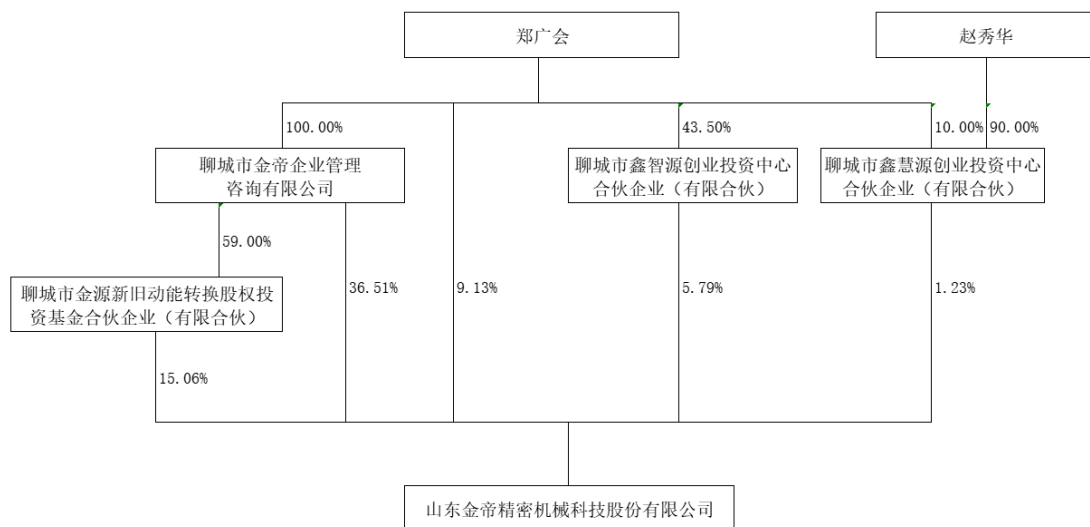 郑广会
赵秀华
100.00%
43.50%
10.00%
90.00%
聊城市金帝企业管理
咨询有限公司
聊城市鑫智源创业投资中心
合伙企业（有限合伙）
聊城市鑫慧源创业投资中心
合伙企业（有限合伙）
59.00%
聊城市金源新旧动能转换股权投
资基金合伙企业（有限合伙）
36.51%
9.13%
5.79%
1.23%
15.06%
山东金帝精密机械科技股份有限公司